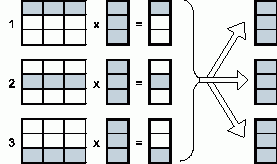 1 x =
2 x =
3 x =